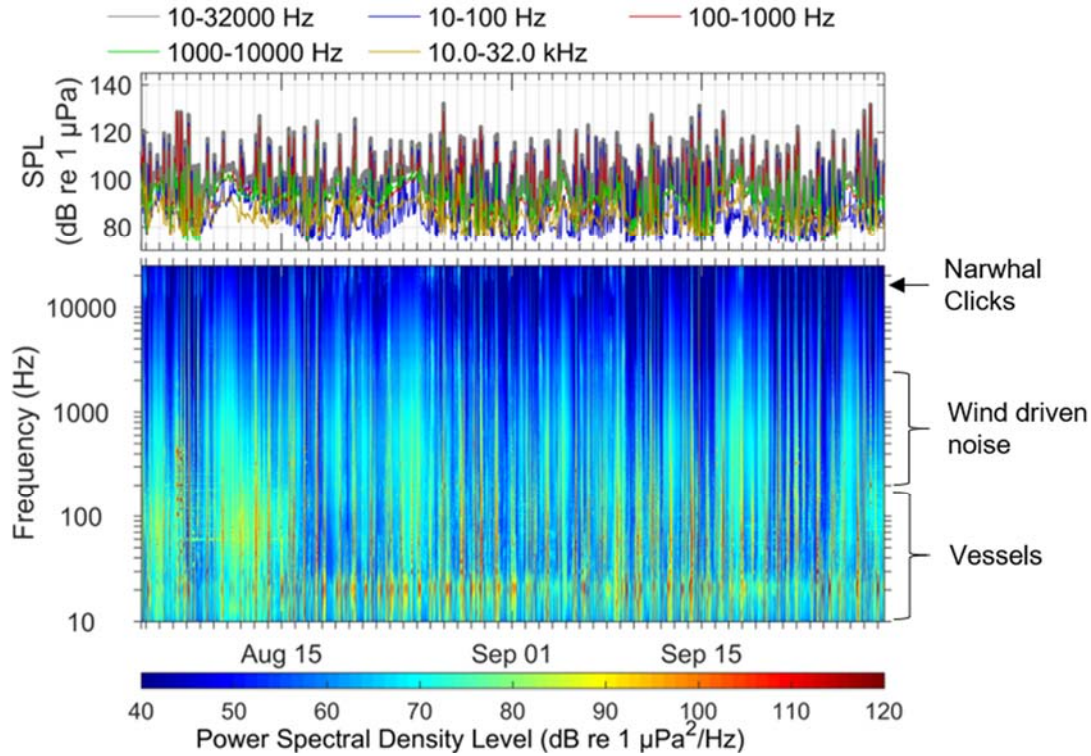 10-32000 Hz 10-100 Hz 100-1000 Hz
1000-10000 Hz 10.0-32.0 kHz
SPL
(dB re 1 µPa)
140
120
100
80
Frequency (Hz)
10000
1000
100
10
Narwhal
Clicks
Wind driven
noise
Vessels
Aug 15 Sep 01 Sep 15
40 50 60 70 80 90 100 110 120
Power Spectral Density Level (dB re 1 µPa²/Hz)